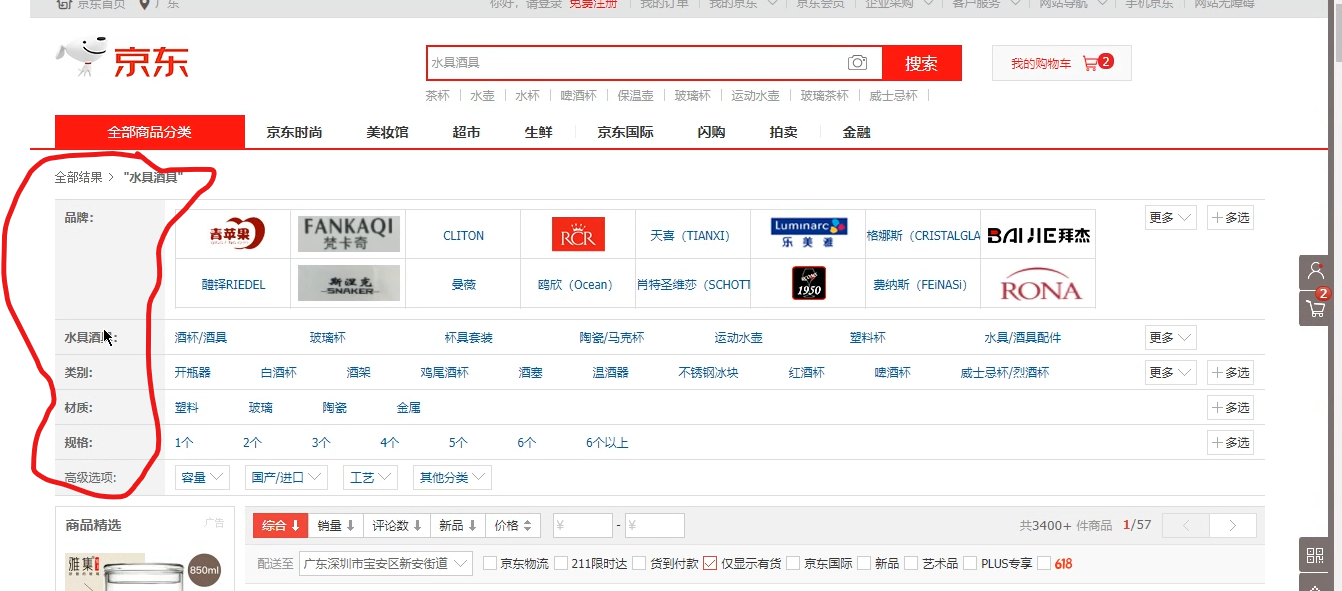 京东首页 广东 你好，请登录 免费注册 我的订单 我的京东 京东会员 企业采购 客户服务 网站导航 手机京东 网站无障碍
京东 水具酒具 搜索 我的购物车 2
茶杯 水壶 水杯 啤酒杯 保温壶 玻璃杯 运动水壶 玻璃茶杯 威士忌杯
全部商品分类 京东时尚 美妆馆 超市 生鲜 京东国际 闪购 拍卖 金融
全部结果 > "水具酒具"
品牌: 青苹果 FANKAQI 梵卡奇 CLITON RCR 天喜（TIANXI） Luminarc 乐美雅 格娜斯（CRISTALGLA BAIJIE拜杰 更多 +多选
醴铎RIEDEL 斯涅克 SNAKER 曼薇 鸥欣（Ocean） 肖特圣维莎（SCHOTT 1950 费纳斯（FEiNASi） RONA
2
水具酒具: 酒杯/酒具 玻璃杯 杯具套装 陶瓷/马克杯 运动水壶 塑料杯 水具/酒具配件 更多
类别: 开瓶器 白酒杯 酒架 鸡尾酒杯 酒塞 温酒器 不锈钢冰块 红酒杯 啤酒杯 威士忌杯/烈酒杯 更多 +多选
材质: 塑料 玻璃 陶瓷 金属 +多选
规格: 1个 2个 3个 4个 5个 6个 6个以上 +多选
高级选项: 容量 国产/进口 工艺 其他分类
商品精选 广告 综合 销量 评论数 新品 价格 ¥ - ¥ 共3400+ 件商品 1/57 < >
雅集 850ml 配送至 广东深圳市宝安区新安街道 京东物流 211限时达 货到付款 仅显示有货 京东国际 新品 艺术品 PLUS专享 618